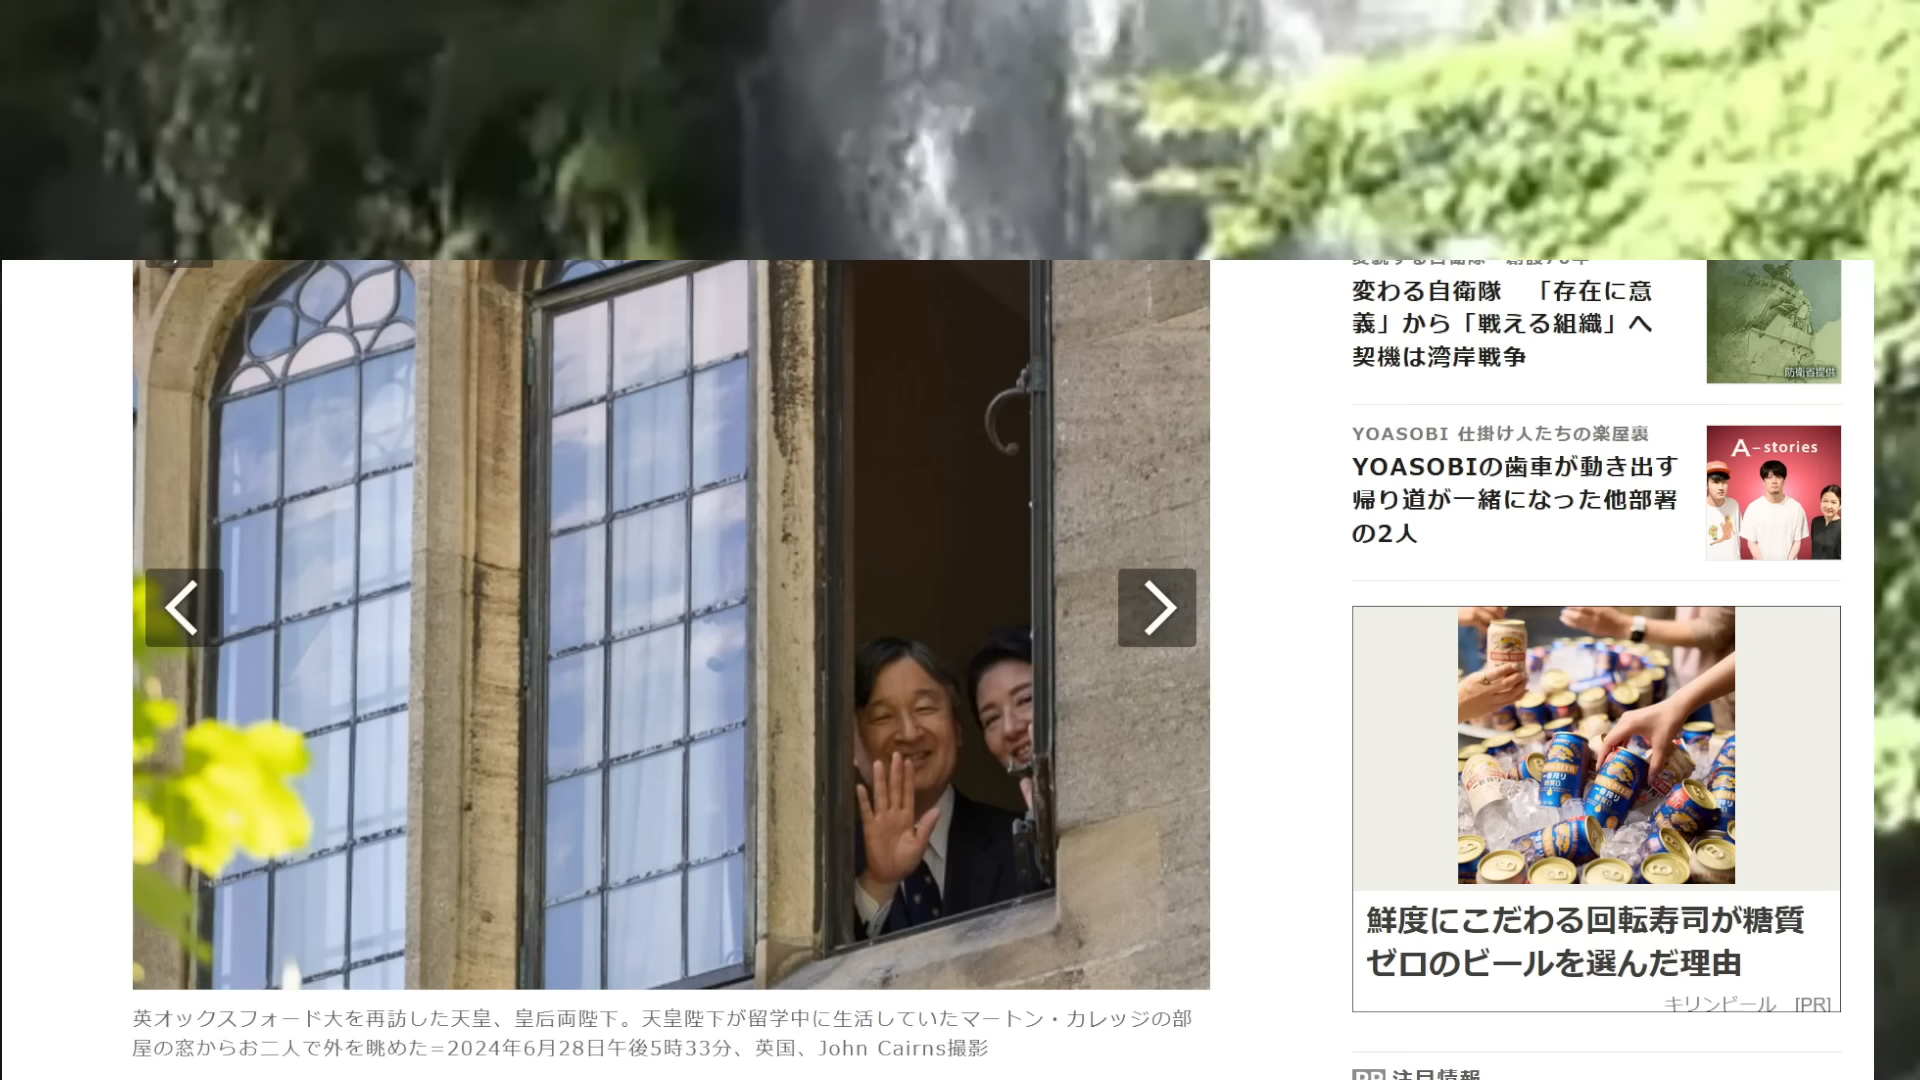 英オックスフォード大を再訪した天皇、皇后両陛下。天皇陛下が留学中に生活していたマートン・カレッジの部
屋の窓からお二人で外を眺めた=2024年6月28日午後5時33分、英国、John Cairns撮影
変わる自衛隊　「存在に意
義」から「戦える組織」へ
契機は湾岸戦争
防衛省提供
YOASOBI 仕掛け人たちの楽屋裏
YOASOBIの歯車が動き出す
帰り道が一緒になった他部署
の2人
A-stories
鮮度にこだわる回転寿司が糖質
ゼロのビールを選んだ理由
キリンビール　[PR]
PR 注目情報